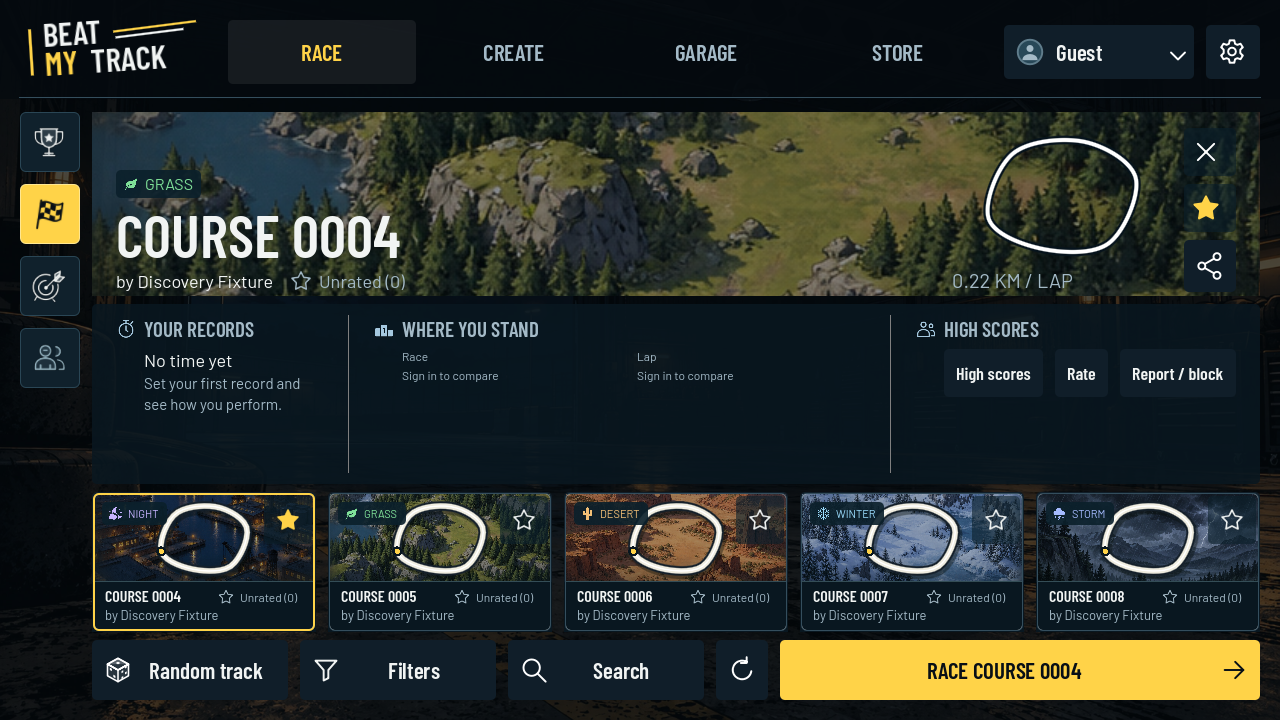 BEAT
MY TRACK
RACE
CREATE
GARAGE
STORE
Guest
GRASS
COURSE 0004
by Discovery Fixture
Unrated (0)
0.22 KM / LAP
YOUR RECORDS
No time yet
Set your first record and
see how you perform.
WHERE YOU STAND
Race
Sign in to compare
Lap
Sign in to compare
HIGH SCORES
High scores
Rate
Report / block
NIGHT
COURSE 0004
Unrated (0)
by Discovery Fixture
GRASS
COURSE 0005
Unrated (0)
by Discovery Fixture
DESERT
COURSE 0006
Unrated (0)
by Discovery Fixture
WINTER
COURSE 0007
Unrated (0)
by Discovery Fixture
STORM
COURSE 0008
Unrated (0)
by Discovery Fixture
Random track
Filters
Search
RACE COURSE 0004